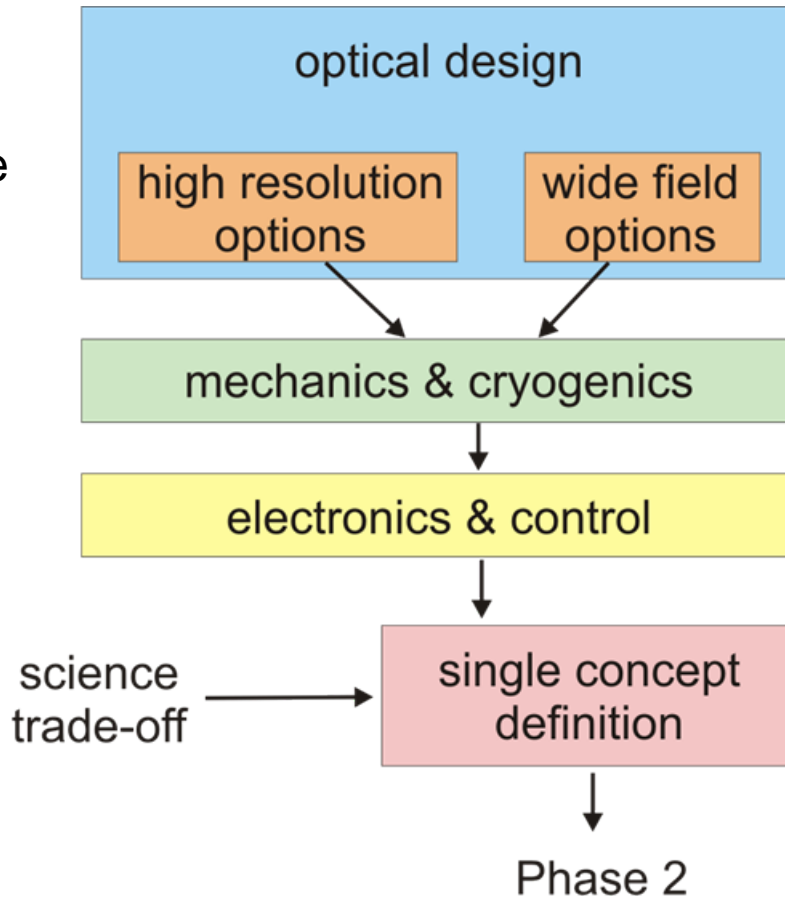 optical design
e
high resolution
options
wide field
options
mechanics & cryogenics
electronics & control
science
trade-off
single concept
definition
Phase 2